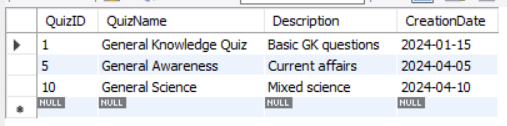 QuizID QuizName Description CreationDate
1 General Knowledge Quiz Basic GK questions 2024-01-15
5 General Awareness Current affairs 2024-04-05
10 General Science Mixed science 2024-04-10
NULL NULL NULL NULL